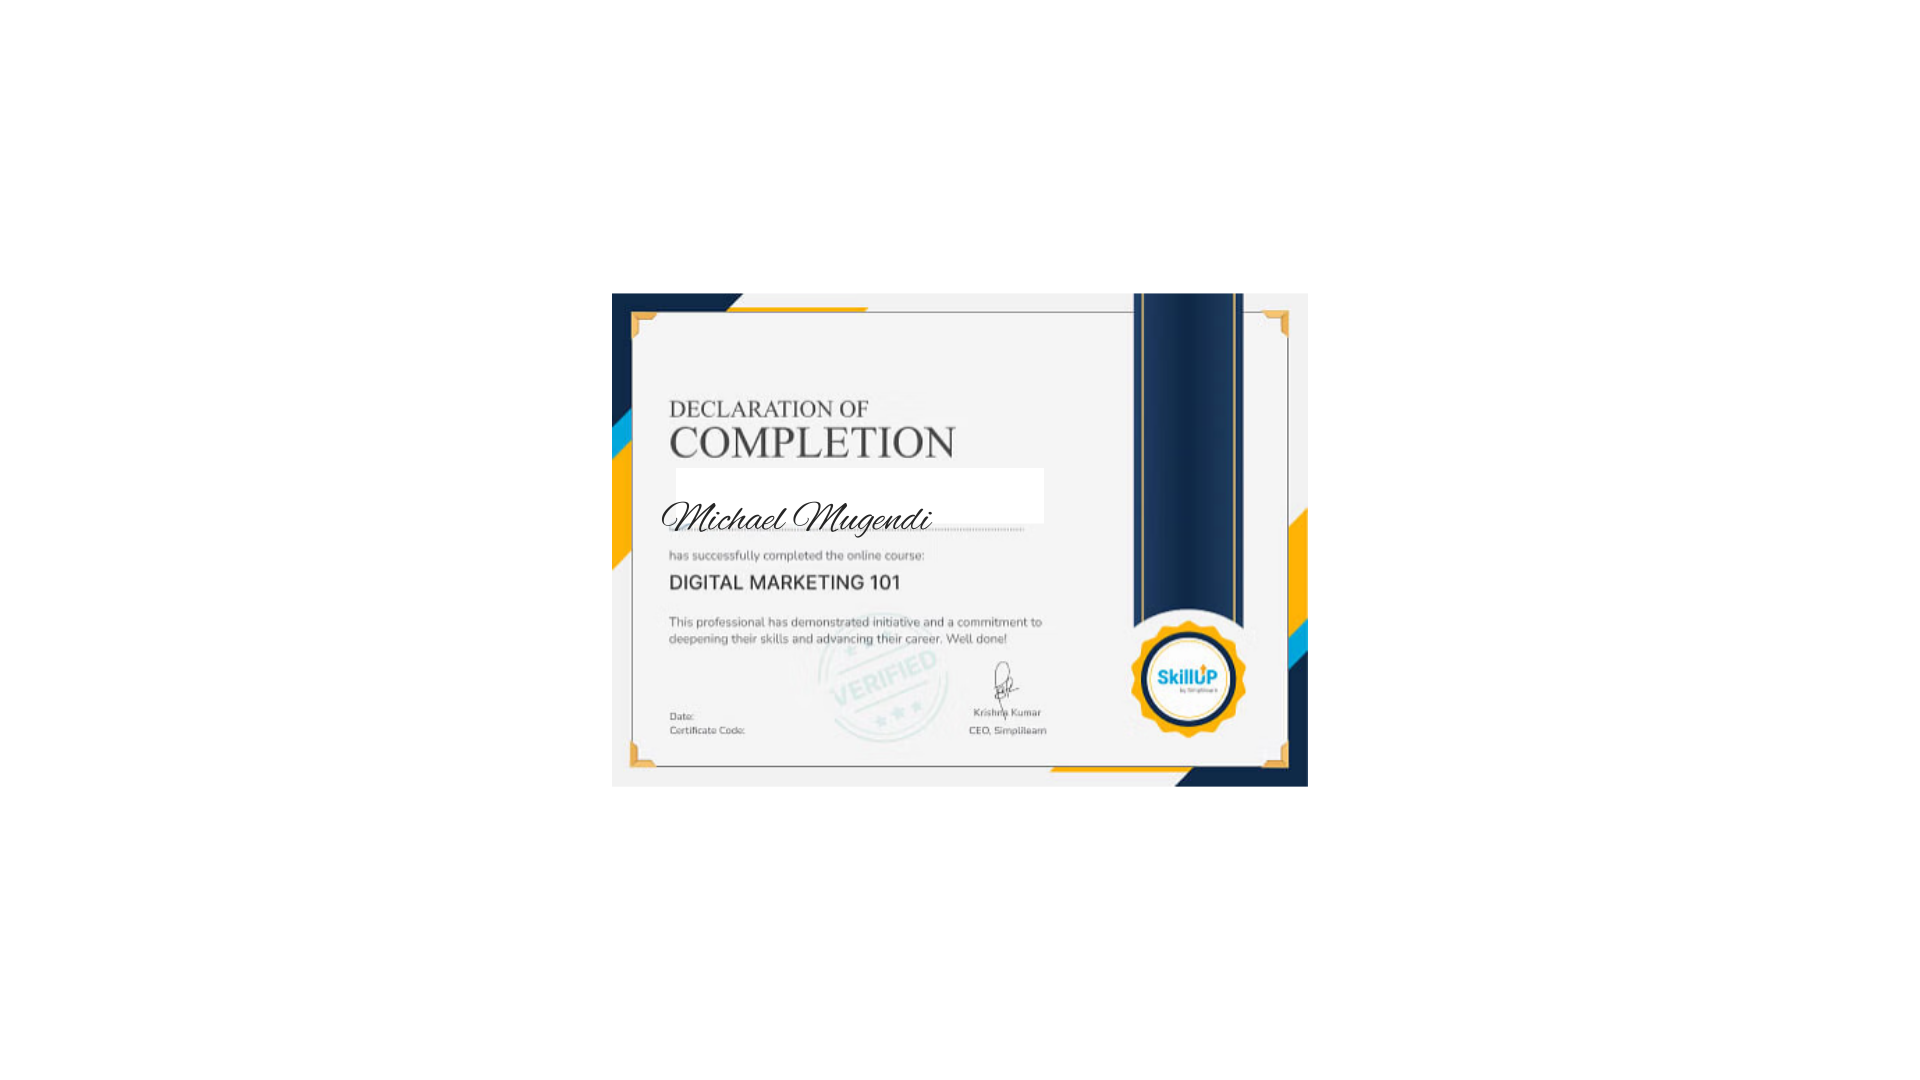 DECLARATION OF
COMPLETION
Michael Mugendi
has successfully completed the online course:
DIGITAL MARKETING 101
This professional has demonstrated initiative and a commitment to
deepening their skills and advancing their career. Well done!
VERIFIED
Krishna Kumar
CEO, Simplilearn
Date:
Certificate Code:
SkillUP
by Simplilearn